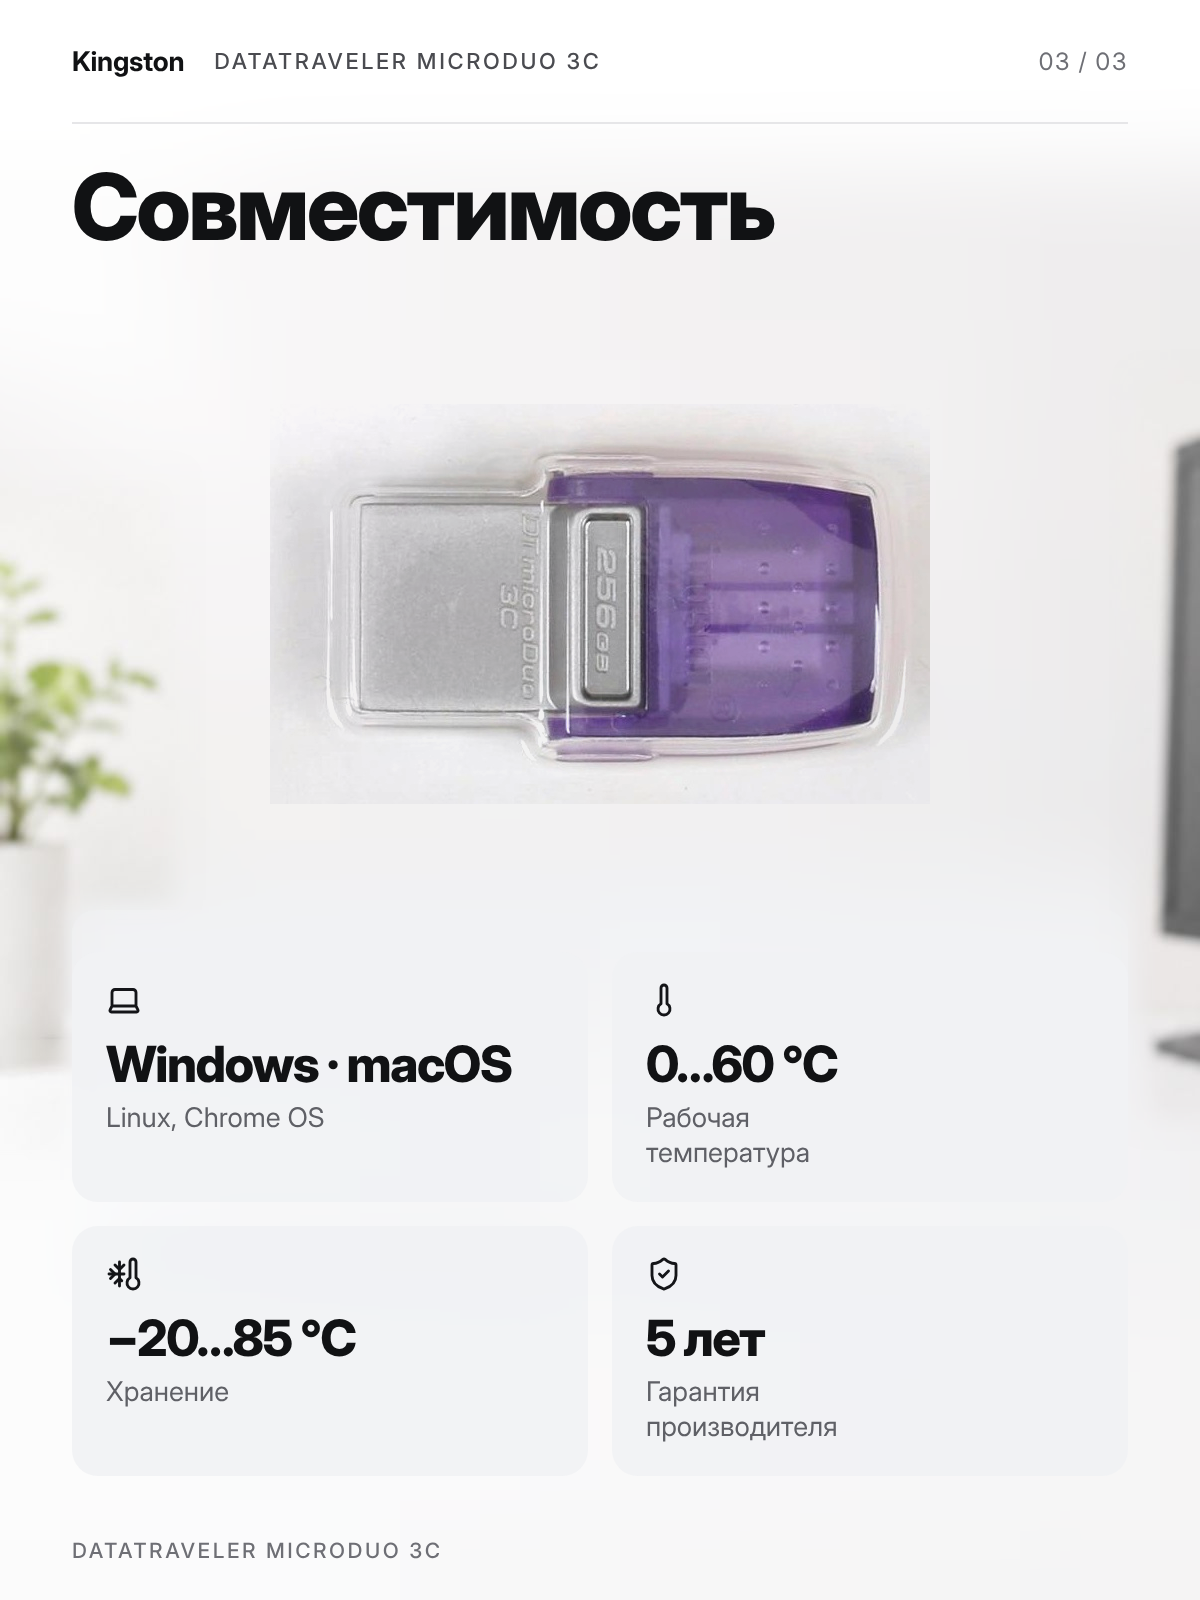 Kingston DATATRAVELER MICRODUO 3C 03 / 03
Совместимость
DT microDuo
3C
256GB
Windows · macOS
Linux, Chrome OS
0...60 °C
Рабочая
температура
−20...85 °C
Хранение
5 лет
Гарантия
производителя
DATATRAVELER MICRODUO 3C